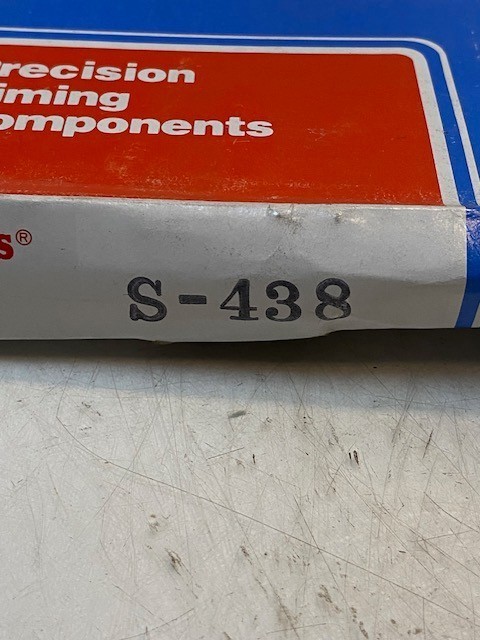 recision
iming
omponents
s®
S-438